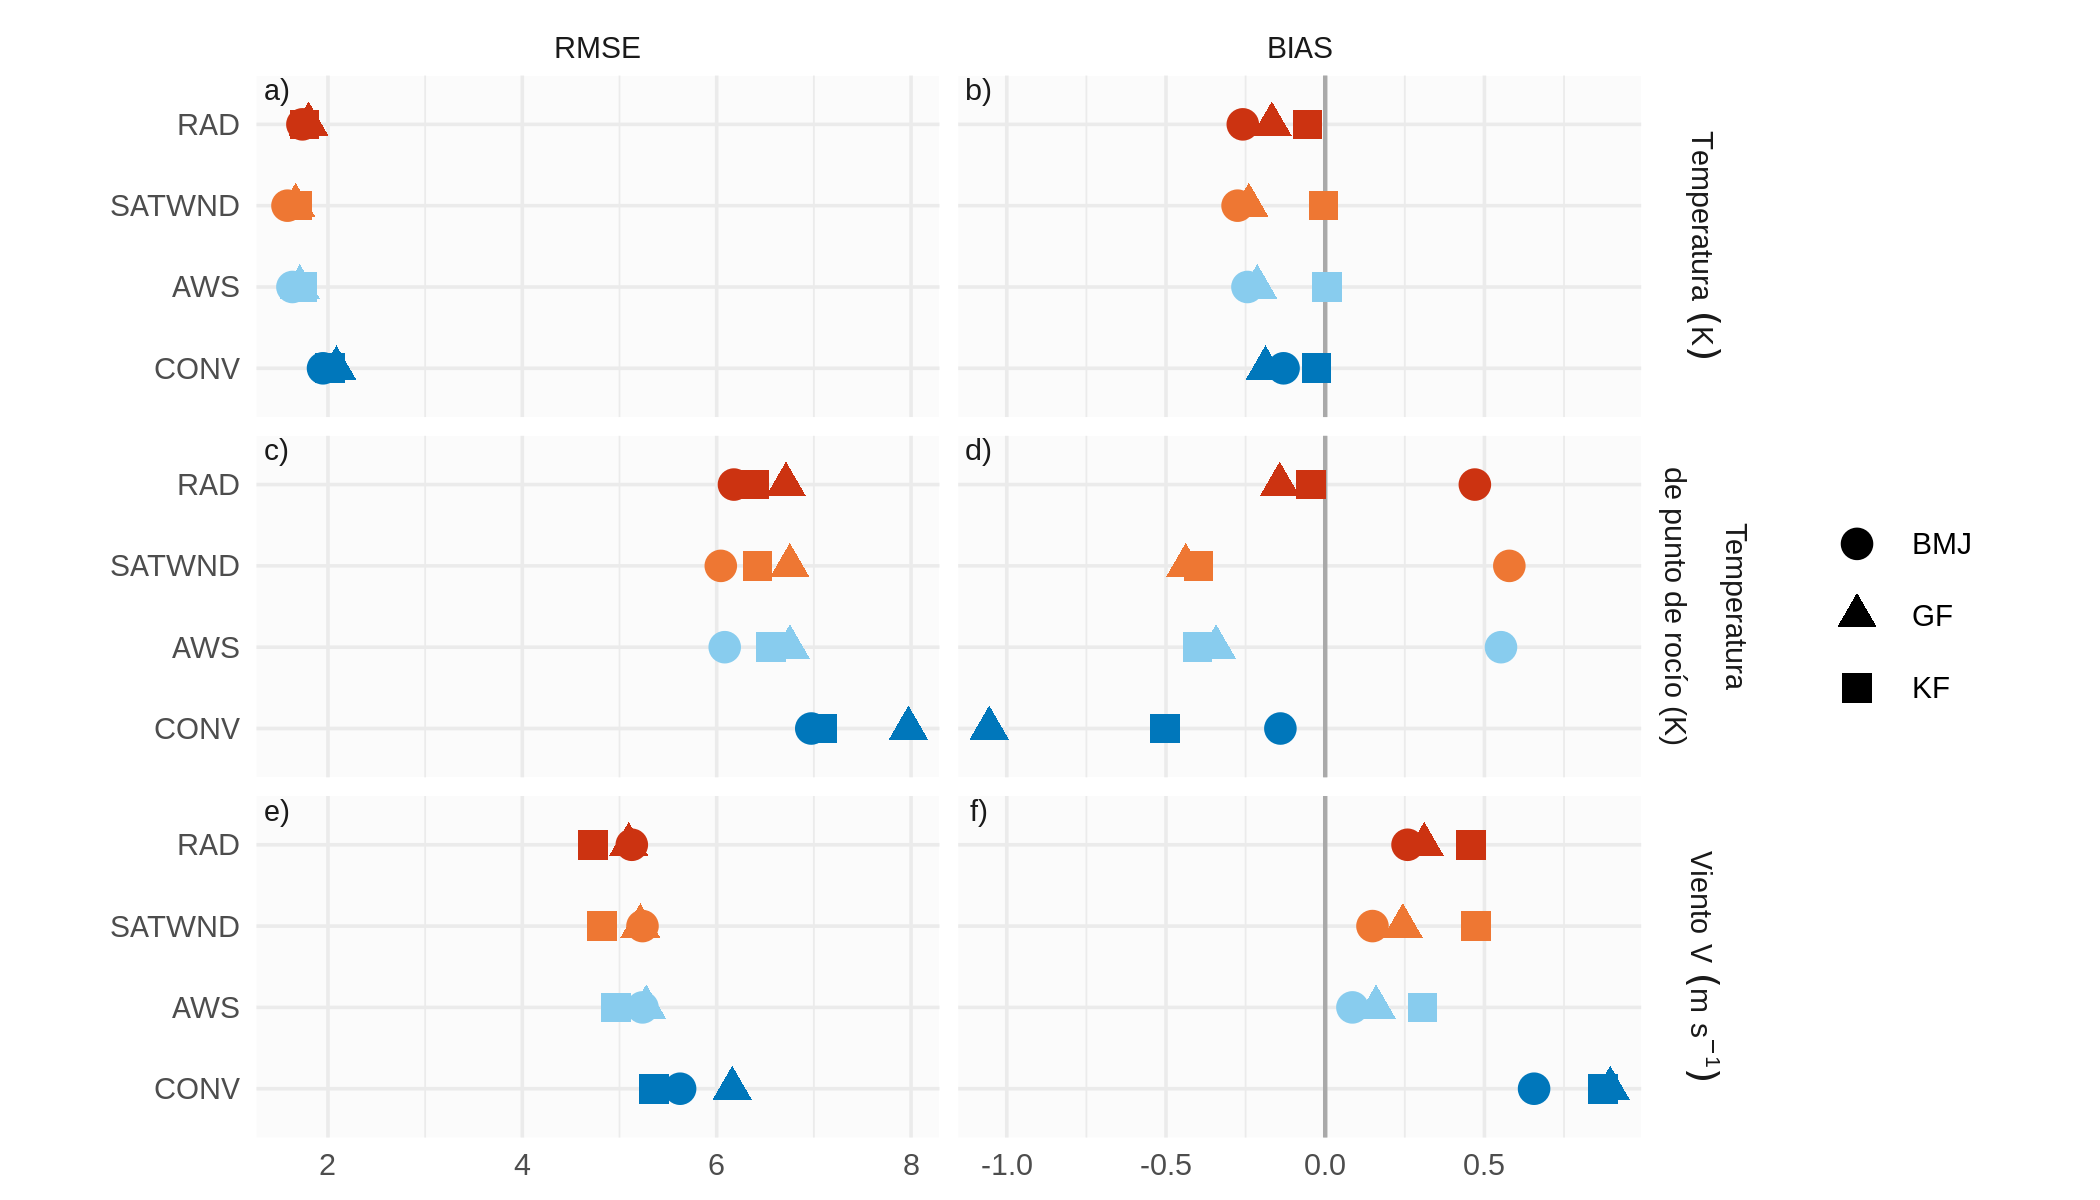 RMSE BIAS
a) b)
RAD
SATWND
AWS
CONV
Temperatura (K)
c) d)
RAD
SATWND
AWS
CONV
Temperatura
de punto de rocío (K)
e) f)
RAD
SATWND
AWS
CONV
Viento V (m s⁻¹)
2 4 6 8 -1.0 -0.5 0.0 0.5
BMJ
GF
KF